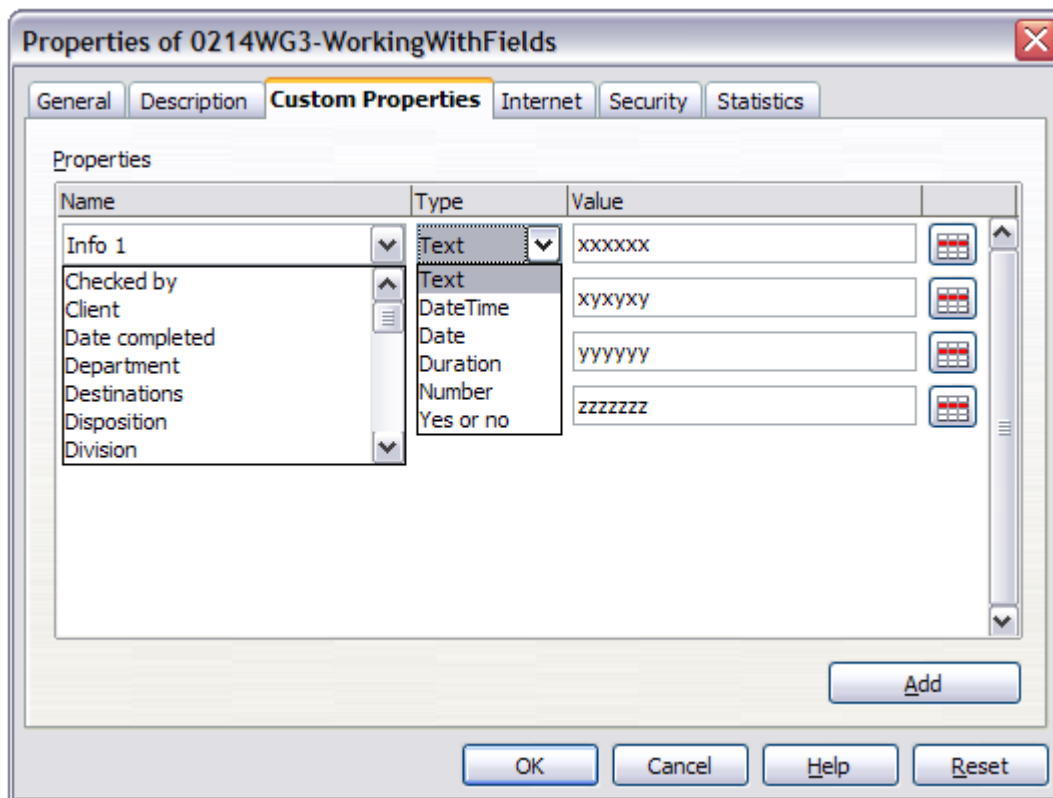 Properties of 0214WG3-WorkingWithFields
General Description Custom Properties Internet Security Statistics
Properties
Name Type Value
Info 1 Text xxxxxx
Checked by Text
Client DateTime xyxyxy
Date completed Date
Department Duration yyyyyy
Destinations Number
Disposition Yes or no zzzzzzz
Division
Add
OK Cancel Help Reset